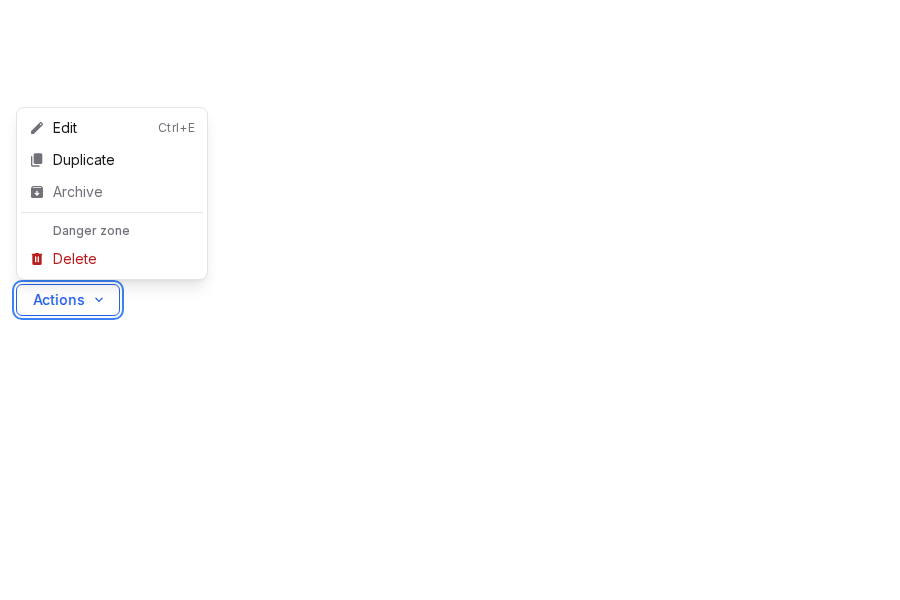 Edit Ctrl+E
Duplicate
Archive
Danger zone
Delete
Actions